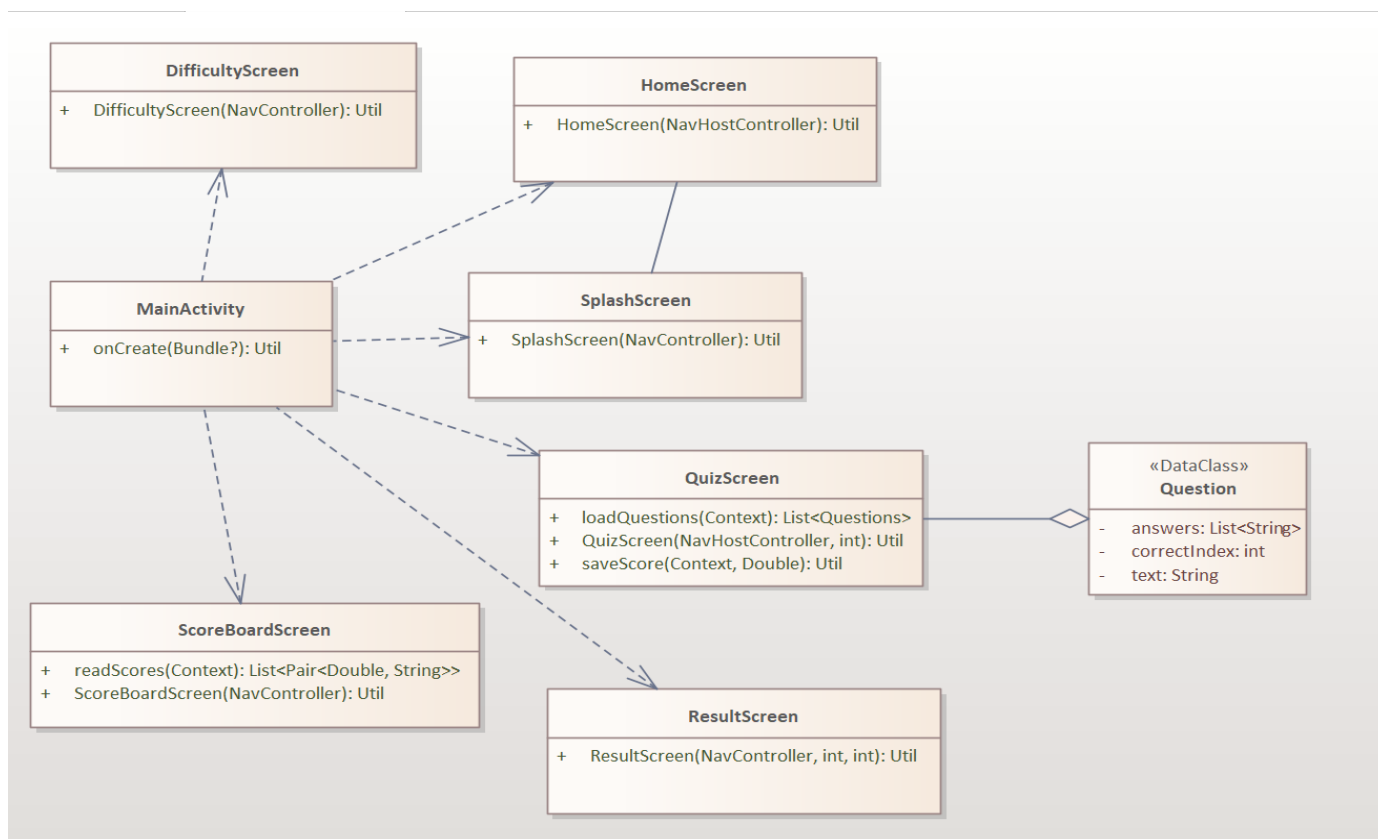 DifficultyScreen
+ DifficultyScreen(NavController): Util
HomeScreen
+ HomeScreen(NavHostController): Util
MainActivity
+ onCreate(Bundle?): Util
SplashScreen
+ SplashScreen(NavController): Util
QuizScreen
+ loadQuestions(Context): List<Questions>
+ QuizScreen(NavHostController, int): Util
+ saveScore(Context, Double): Util
«DataClass»
Question
- answers: List<String>
- correctIndex: int
- text: String
ScoreBoardScreen
+ readScores(Context): List<Pair<Double, String>>
+ ScoreBoardScreen(NavController): Util
ResultScreen
+ ResultScreen(NavController, int, int): Util